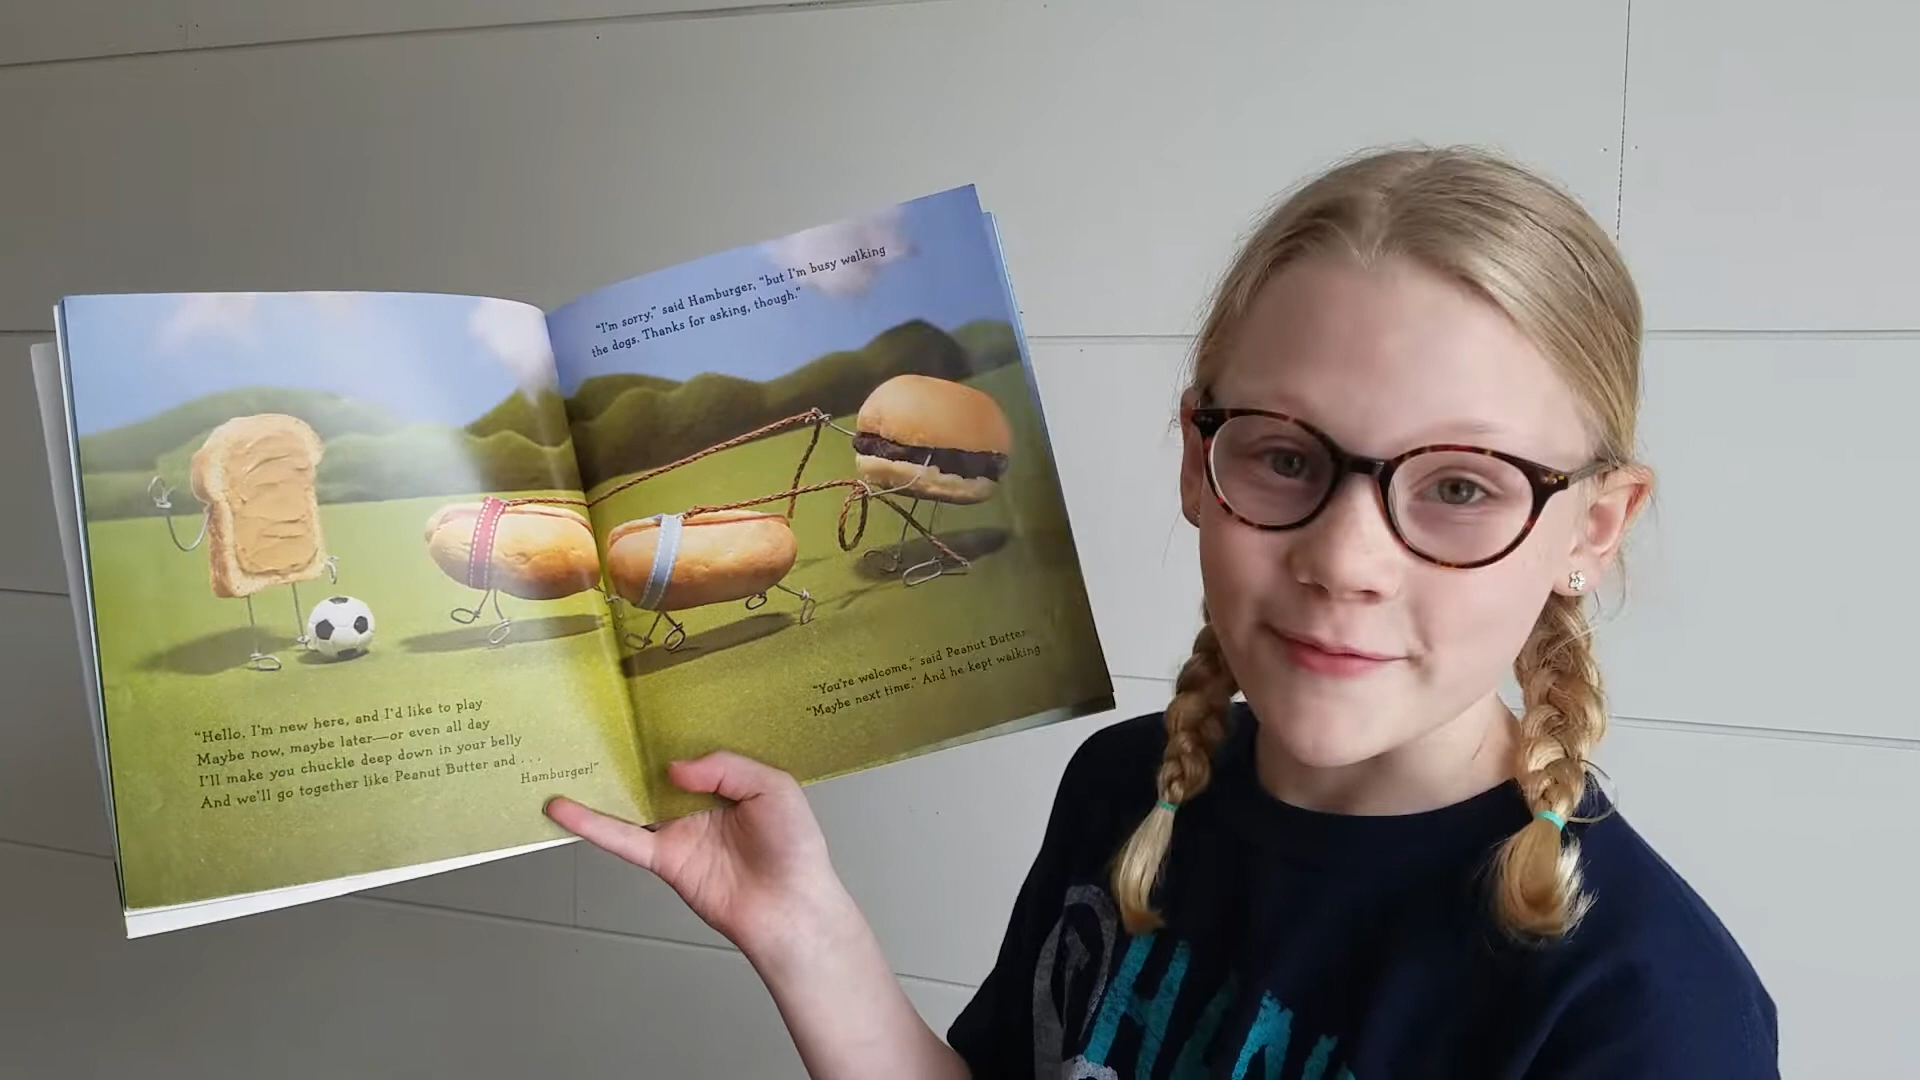 "Hello, I'm new here, and I'd like to play
Maybe now, maybe later—or even all day
I'll make you chuckle deep down in your belly
And we'll go together like Peanut Butter and . . .
Hamburger!"
"I'm sorry," said Hamburger, "but I'm busy walking
the dogs. Thanks for asking, though."
"You're welcome," said Peanut Butter.
"Maybe next time." And he kept walking